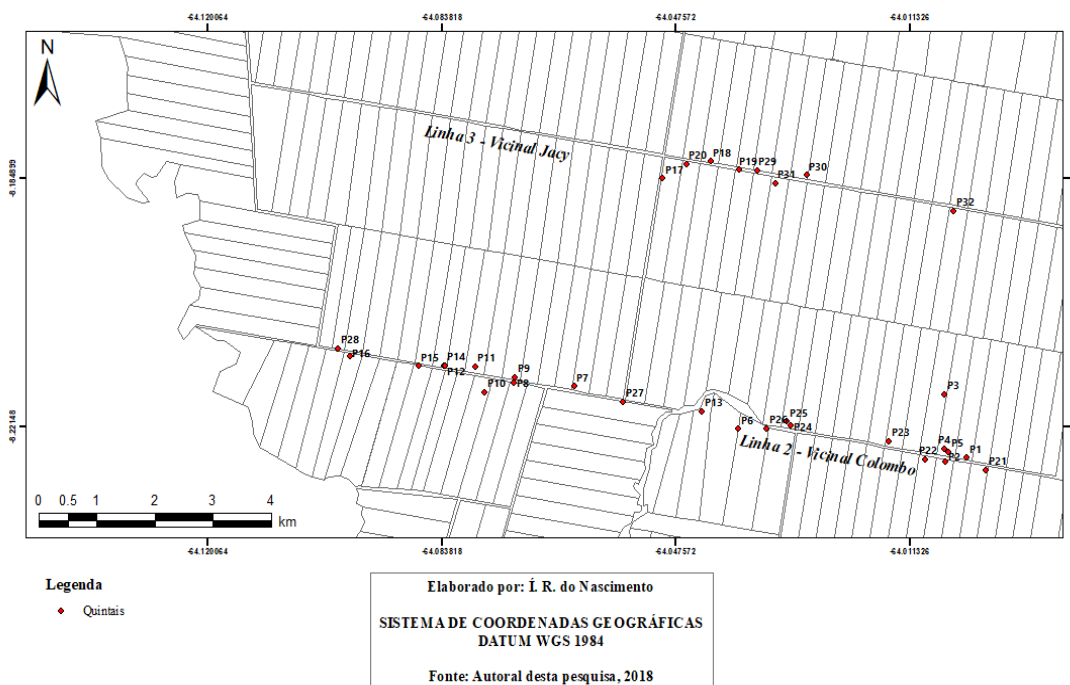 -64.120064 -64.083818 -64.047572 -64.011326
N
Linha 3 - Vicinal Jacy
P20 P18
P19 P29
P30
P17
P31
-8.184899 -8.184899
P32
P28
P16
P15 P14
P12
P11
P9
P8
P10
P7
P27
P3
P13
P25
P24
P26
P6
P23
P4
P5
P1
P22
P2
P21
-8.22148 -8.22148
Linha 2 - Vicinal Colombo
0 0.5 1 2 3 4
km
-64.120064 -64.083818 -64.047572 -64.011326
Legenda
Quintais
Elaborado por: Í. R. do Nascimento
SISTEMA DE COORDENADAS GEOGRÁFICAS
DATUM WGS 1984
Fonte: Autoral desta pesquisa, 2018